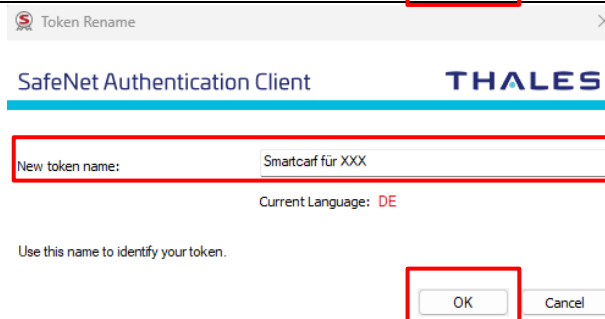 Token Rename
SafeNet Authentication Client THALES
New token name: Smartcarf für XXX
Current Language: DE
Use this name to identify your token.
OK Cancel